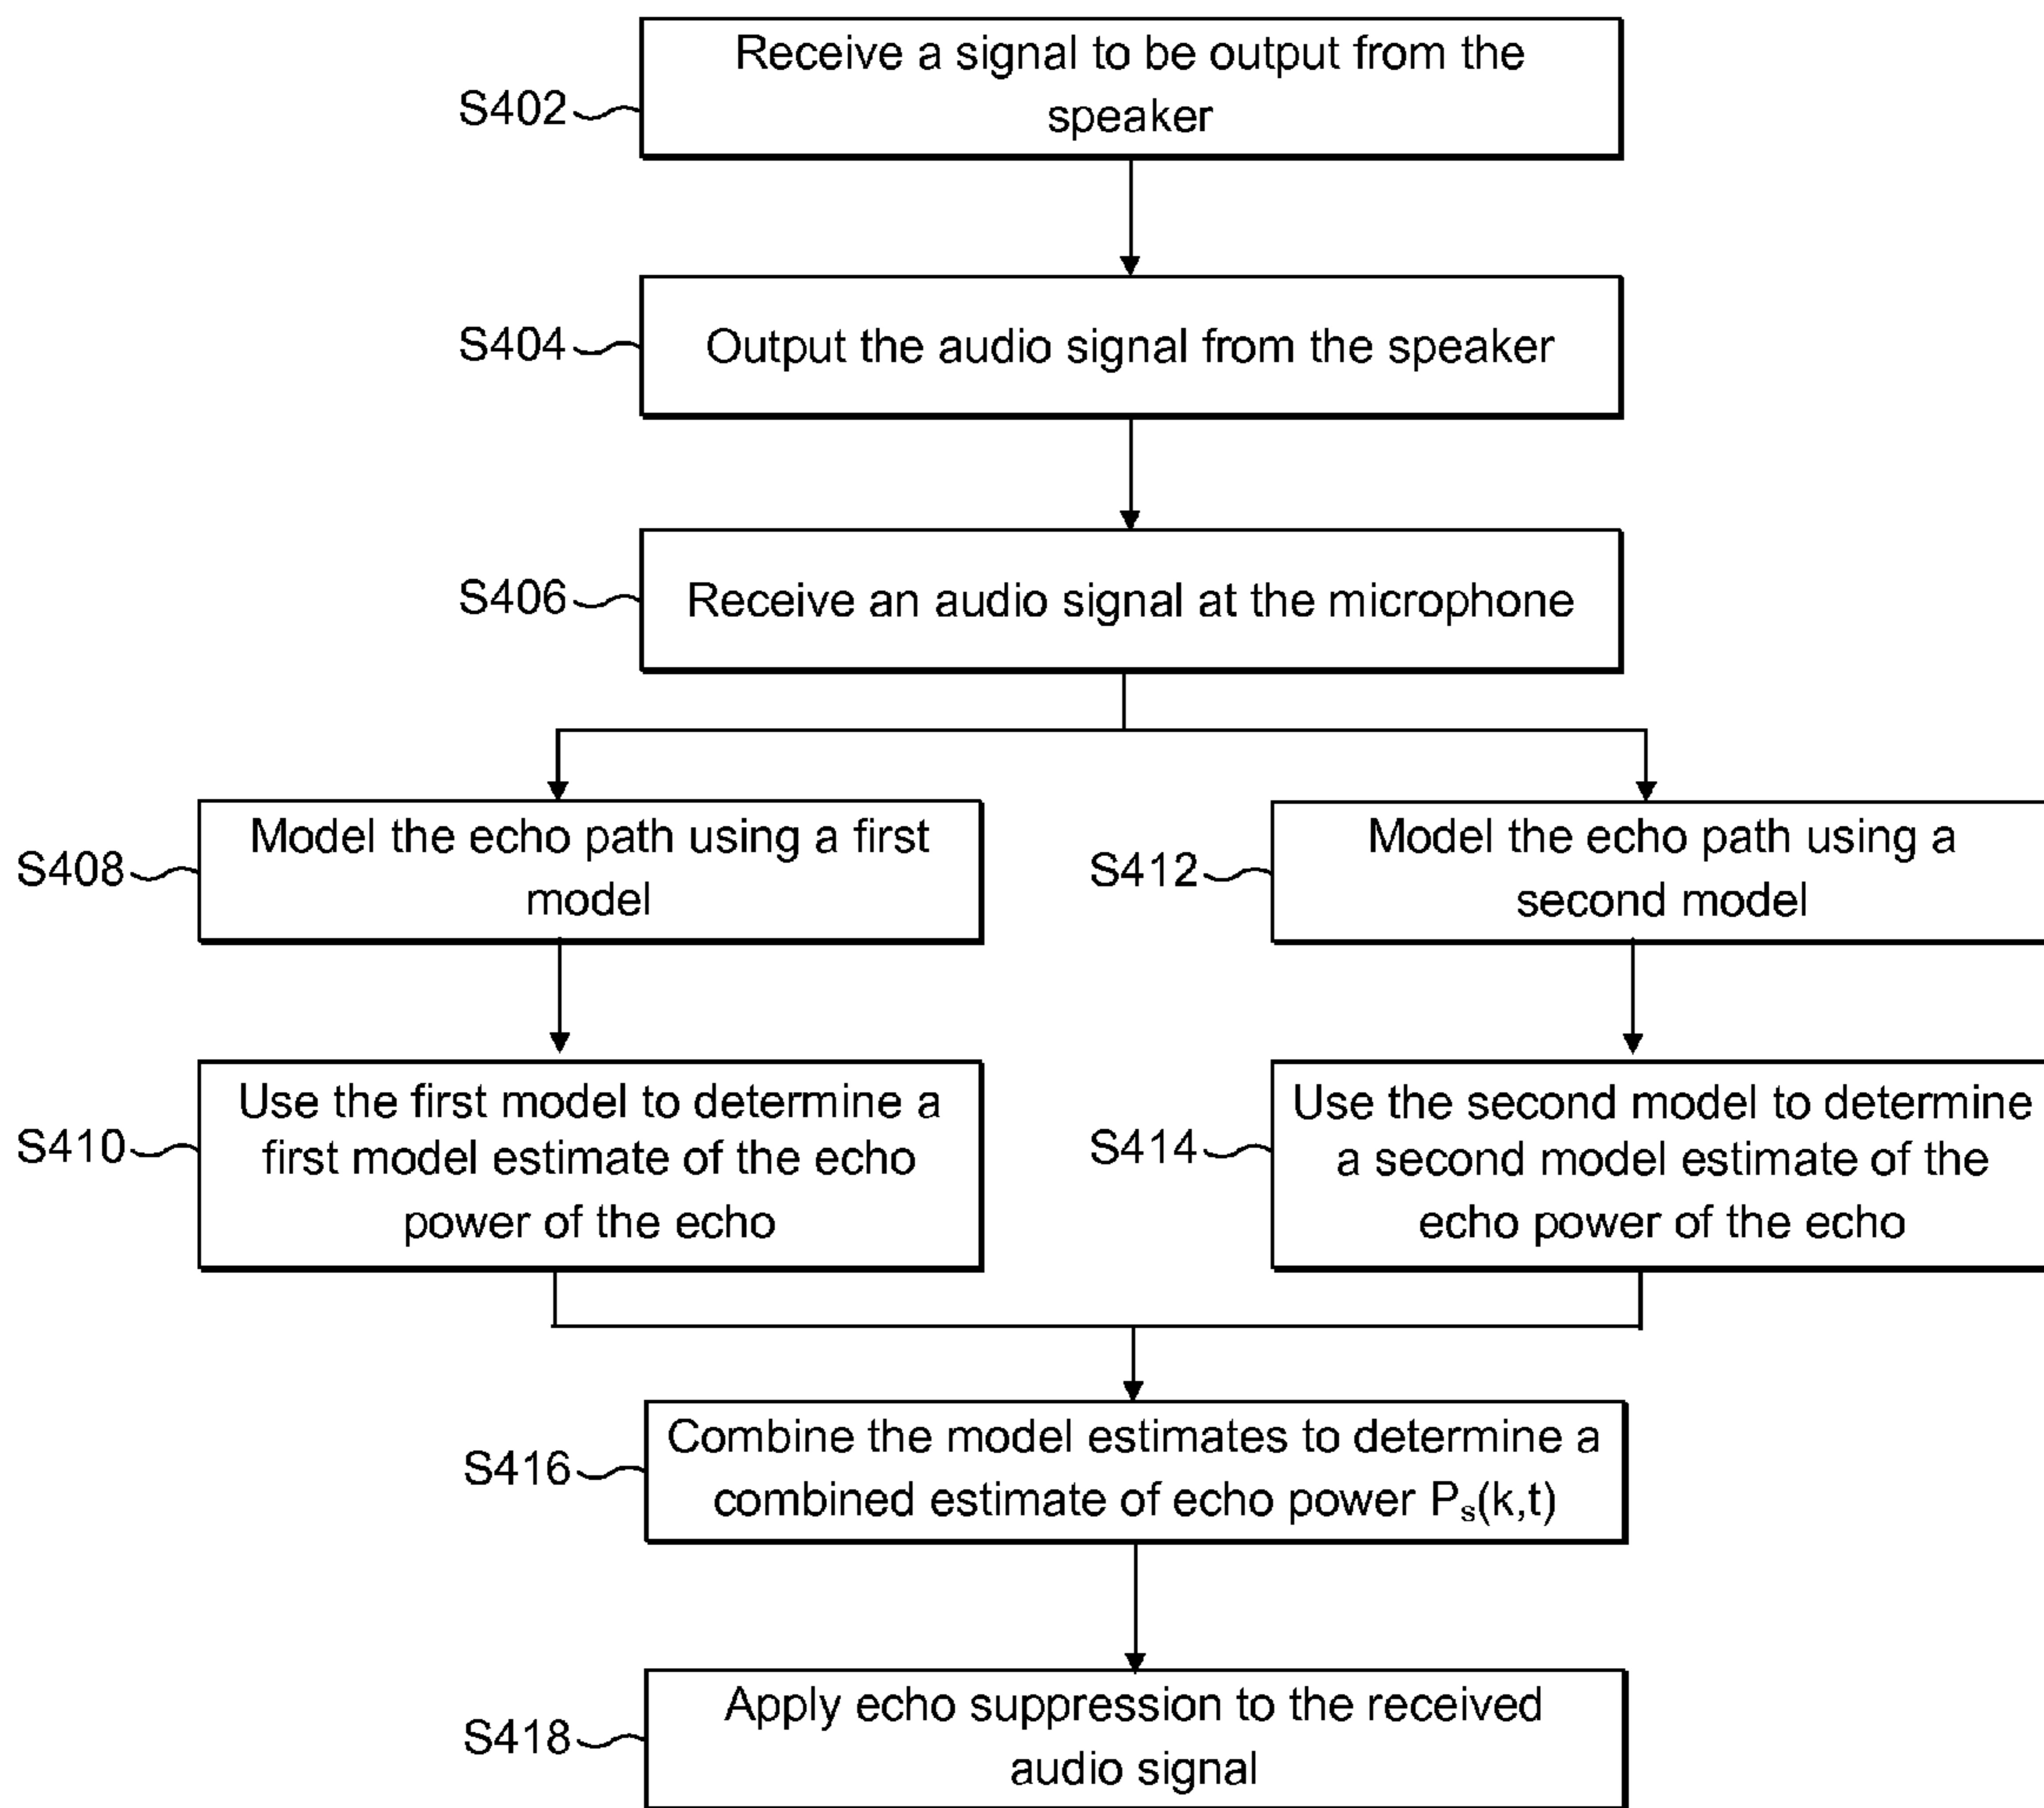 Receive a signal to be output from the
speaker
S402
Output the audio signal from the speaker
S404
Receive an audio signal at the microphone
S406
Model the echo path using a first
model
S408
Model the echo path using a
second model
S412
Use the first model to determine a
first model estimate of the echo
power of the echo
S410
Use the second model to determine
a second model estimate of the
echo power of the echo
S414
Combine the model estimates to determine a
combined estimate of echo power Pₛ(k,t)
S416
Apply echo suppression to the received
audio signal
S418